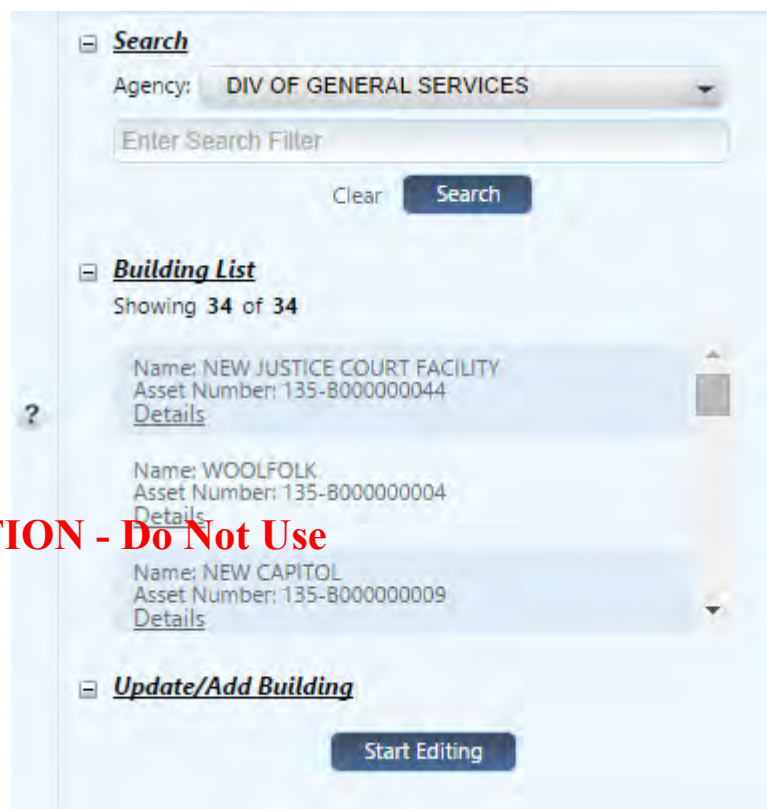 Search
Agency: DIV OF GENERAL SERVICES
Enter Search Filter
Clear Search
Building List
Showing 34 of 34
Name: NEW JUSTICE COURT FACILITY
Asset Number: 135-B000000044
?
Details
Name: WOOLFOLK
Asset Number: 135-B000000004
Details
TION - Do Not Use
Name: NEW CAPITOL
Asset Number: 135-B000000009
Details
Update/Add Building
Start Editing